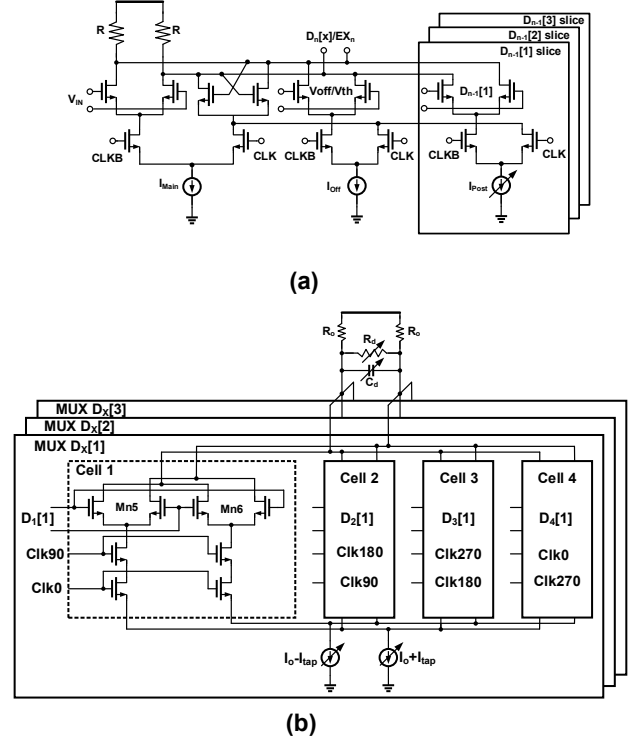 R R
Dn[x]/EXn
Dn-1[3] slice
Dn-1[2] slice
Dn-1[1] slice
VIN
Voff/Vth
Dn-1[1]
CLKB
CLK
CLKB
CLK
CLKB
CLK
IMain
IOff
IPost
(a)
Ro Rd Ro
Cd
MUX DX[3]
MUX DX[2]
MUX DX[1]
Cell 1
Cell 2
Cell 3
Cell 4
Mn5
Mn6
D1[1]
D2[1]
D3[1]
D4[1]
Clk90
Clk180
Clk270
Clk0
Clk0
Clk90
Clk180
Clk270
Io-Itap
Io+Itap
(b)